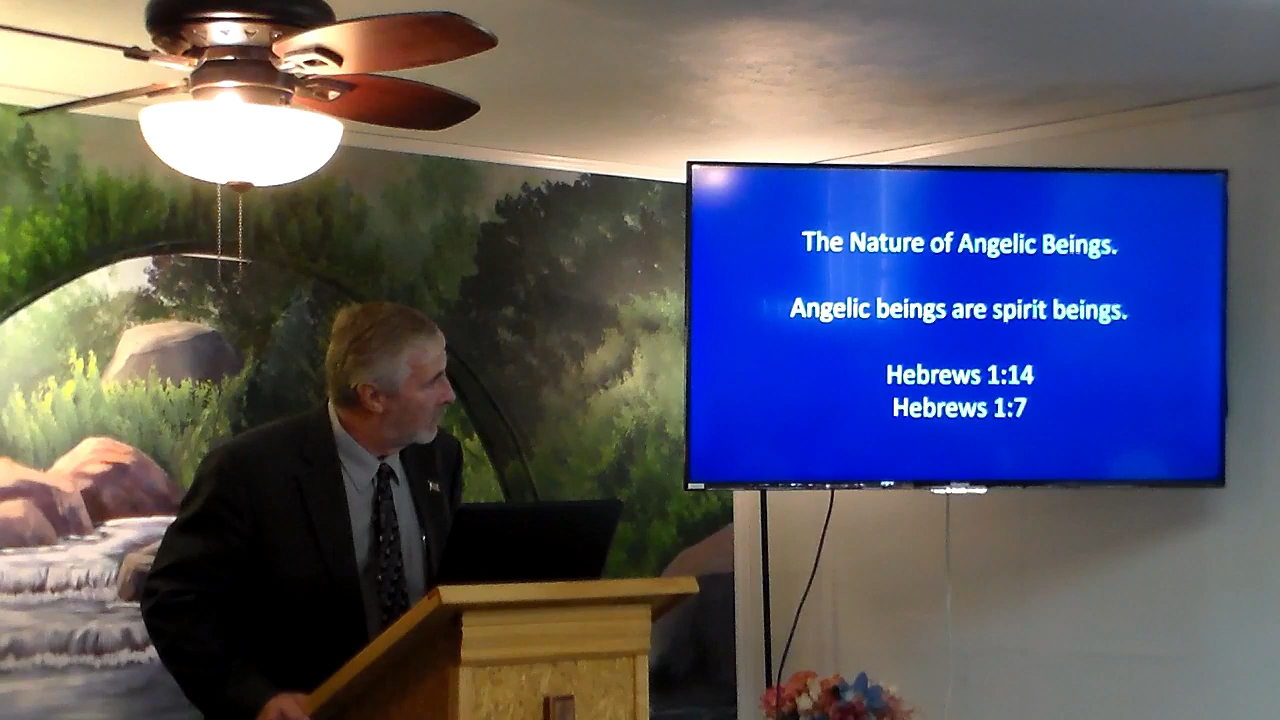 The Nature of Angelic Beings.
Angelic beings are spirit beings.
Hebrews 1:14
Hebrews 1:7